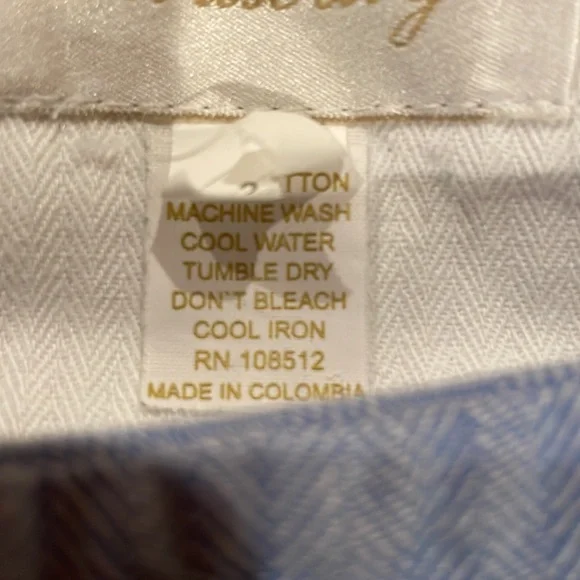 MACHINE WASH
COOL WATER
TUMBLE DRY
DON'T BLEACH
COOL IRON
RN 108512
MADE IN COLOMBIA